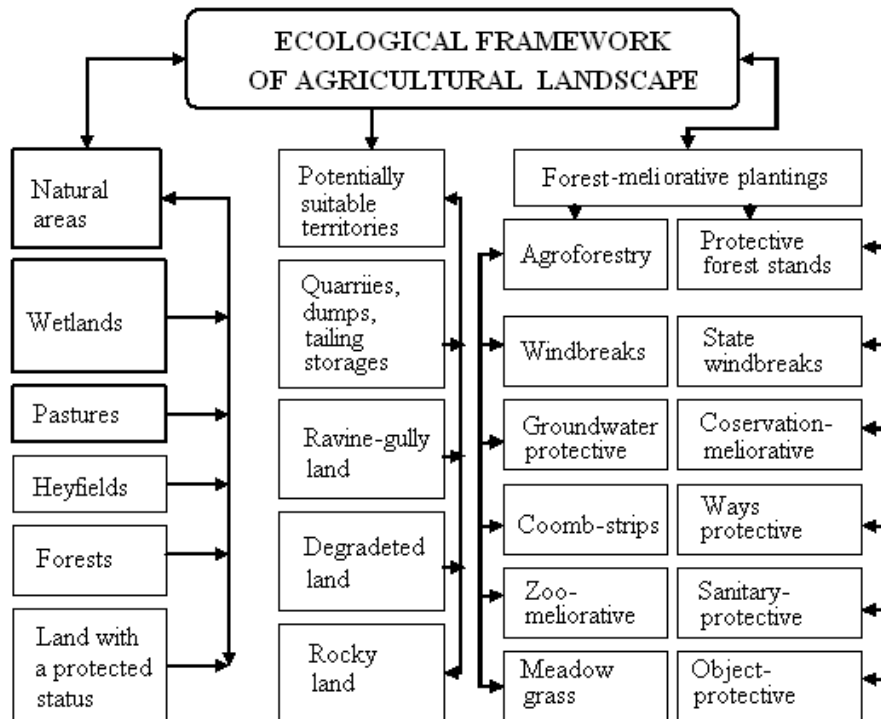 ECOLOGICAL FRAMEWORK
OF AGRICULTURAL LANDSCAPE
Natural
areas
Wetlands
Pastures
Heyfields
Forests
Land with
a protected
status
Potentially
suitable
territories
Quarriies,
dumps,
tailing
storages
Ravine-gully
land
Degradeted
land
Rocky
land
Forest-meliorative plantings
Agroforestry
Windbreaks
Groundwater
protective
Coomb-strips
Zoo-
meliorative
Meadow
grass
Protective
forest stands
State
windbreaks
Coservation-
meliorative
Ways
protective
Sanitary-
protective
Object-
protective